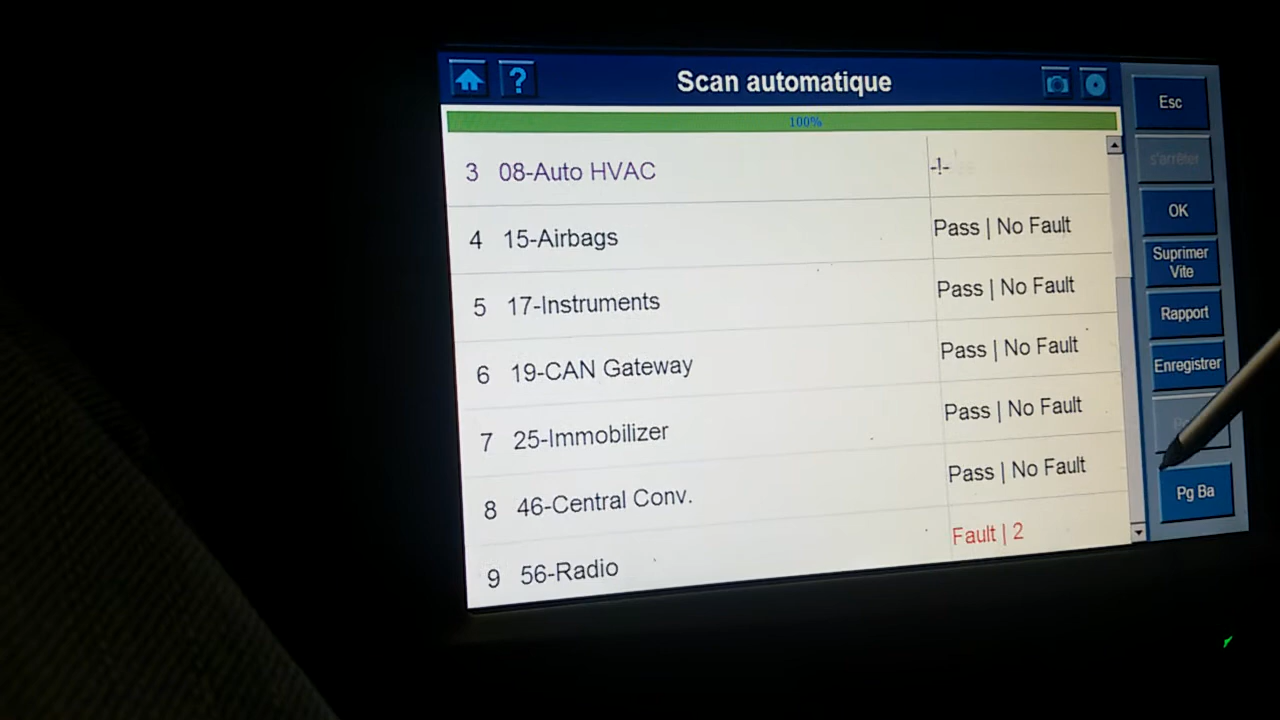 Scan automatique
100%
3 08-Auto HVAC -!-
4 15-Airbags Pass | No Fault
5 17-Instruments Pass | No Fault
6 19-CAN Gateway Pass | No Fault
7 25-Immobilizer Pass | No Fault
8 46-Central Conv. Pass | No Fault
9 56-Radio Fault | 2
Esc
s'arrêter
OK
Suprimer
Vite
Rapport
Enregistrer
Pg Ba